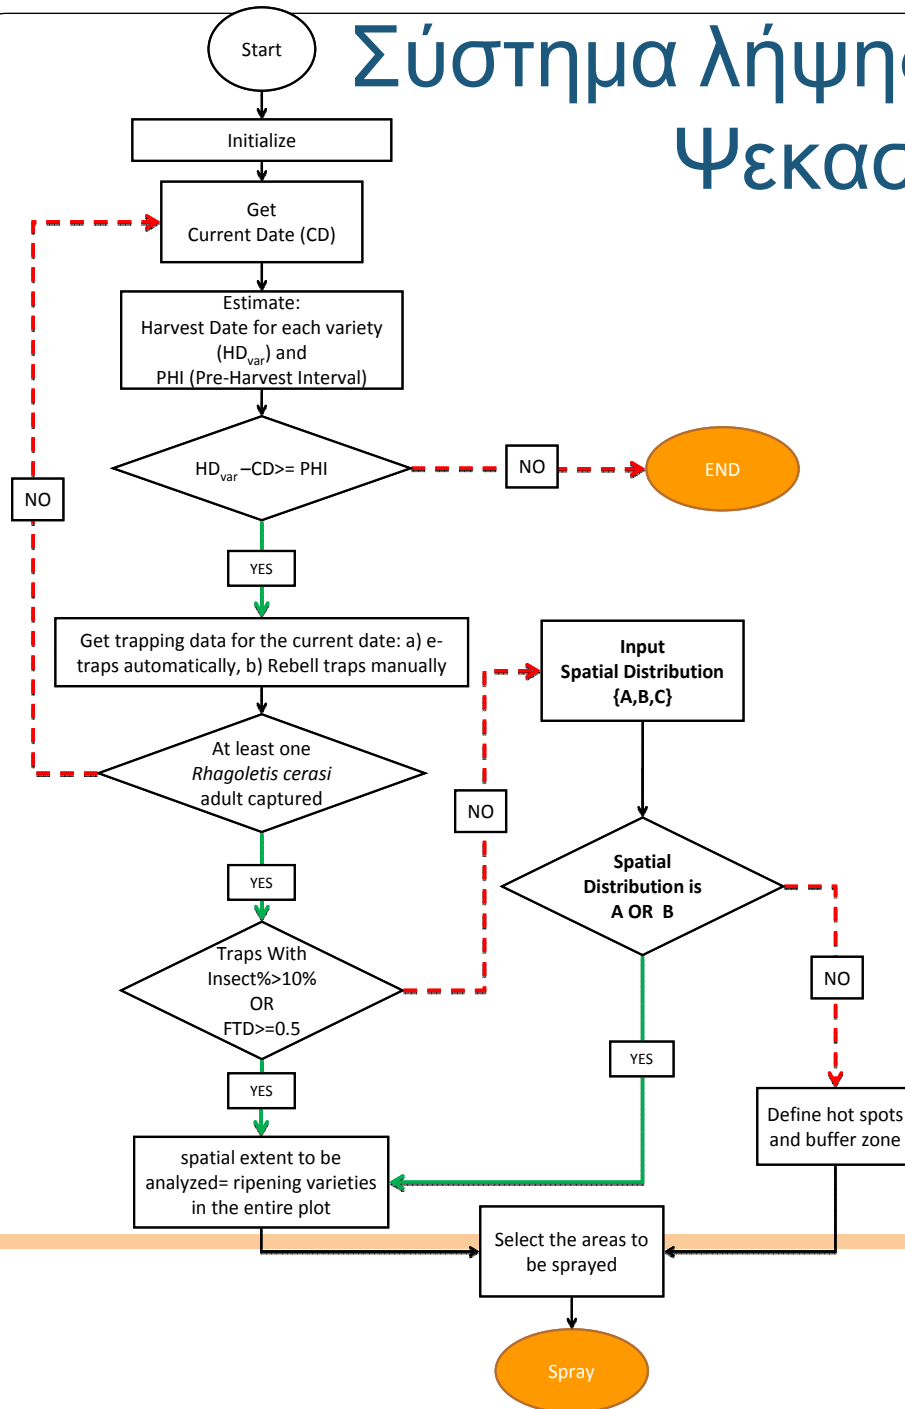 Start
Σύστημα
Initialize
Get
Current Date (CD)
Estimate:
Harvest Date for each variety
(HDvar) and
PHI (Pre-Harvest Interval)
HDvar –CD>= PHI
NO
END
NO
YES
Get trapping data for the current date: a) e-
traps automatically, b) Rebell traps manually
Input
Spatial Distribution
{A,B,C}
At least one
Rhagoletis cerasi
adult captured
NO
YES
Spatial
Distribution is
A OR B
Traps With
Insect%>10%
OR
FTD>=0.5
NO
YES
YES
Define hot spots
and buffer zone
spatial extent to be
analyzed= ripening varieties
in the entire plot
Select the areas to
be sprayed
Spray